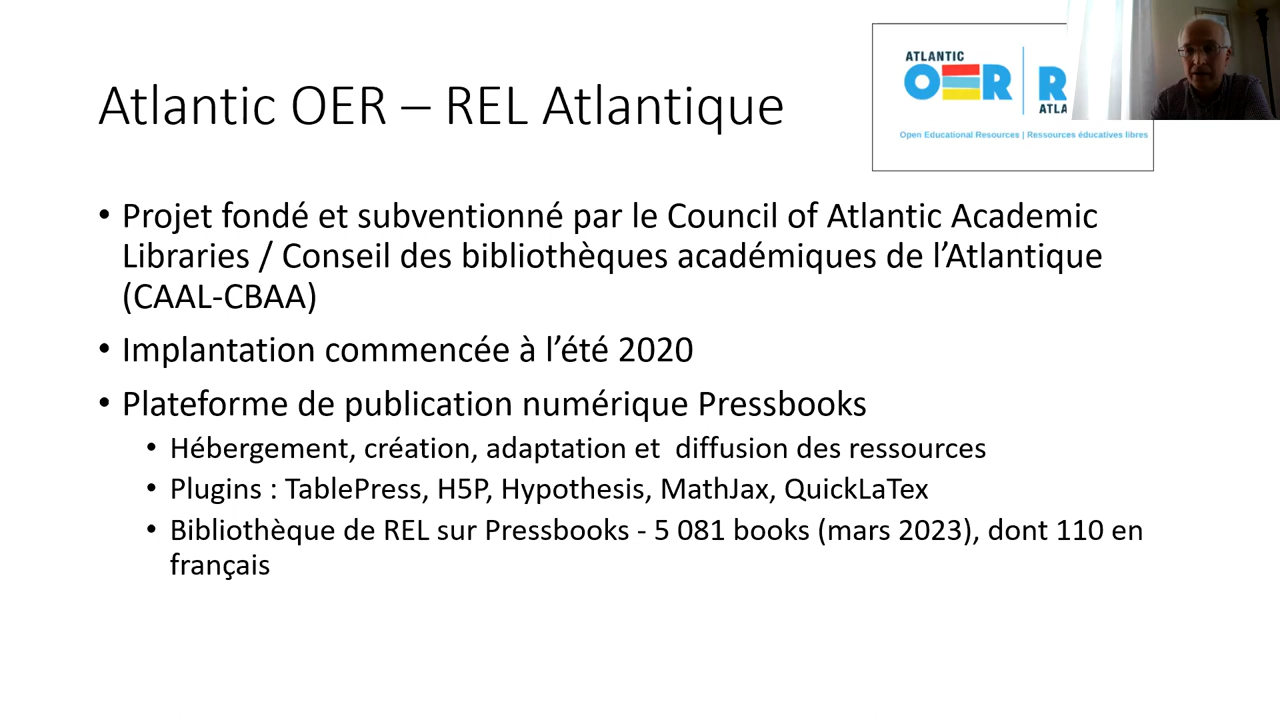 Atlantic OER – REL Atlantique
ATLANTIC
OER
R
ATLA
Open Educational Resources | Ressources éducatives libres
• Projet fondé et subventionné par le Council of Atlantic Academic
Libraries / Conseil des bibliothèques académiques de l’Atlantique
(CAAL-CBAA)
• Implantation commencée à l’été 2020
• Plateforme de publication numérique Pressbooks
• Hébergement, création, adaptation et  diffusion des ressources
• Plugins : TablePress, H5P, Hypothesis, MathJax, QuickLaTex
• Bibliothèque de REL sur Pressbooks - 5 081 books (mars 2023), dont 110 en
français